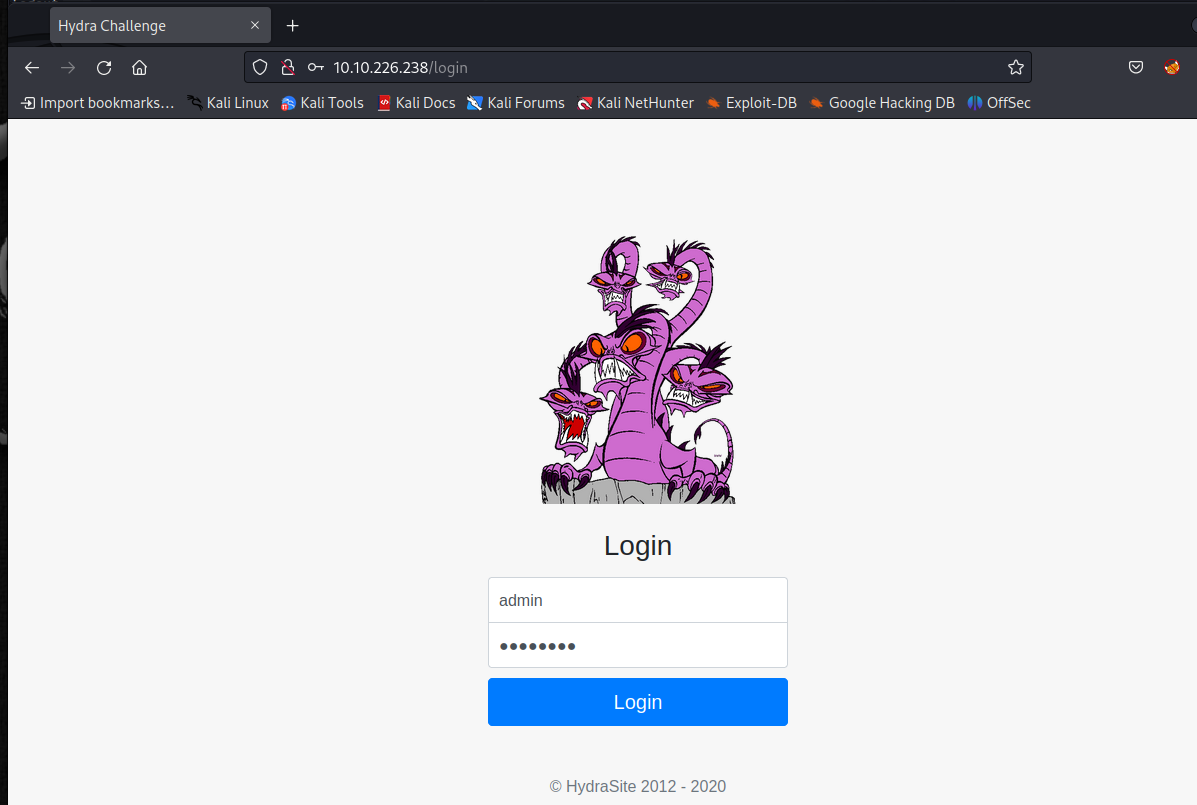 Hydra Challenge
10.10.226.238/login
Import bookmarks… Kali Linux Kali Tools Kali Docs Kali Forums Kali NetHunter Exploit-DB Google Hacking DB OffSec
Login
admin
●●●●●●●●
Login
© HydraSite 2012 - 2020